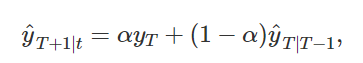 ŷ_{T+1|t} = αy_T + (1 − α)ŷ_{T|T−1},